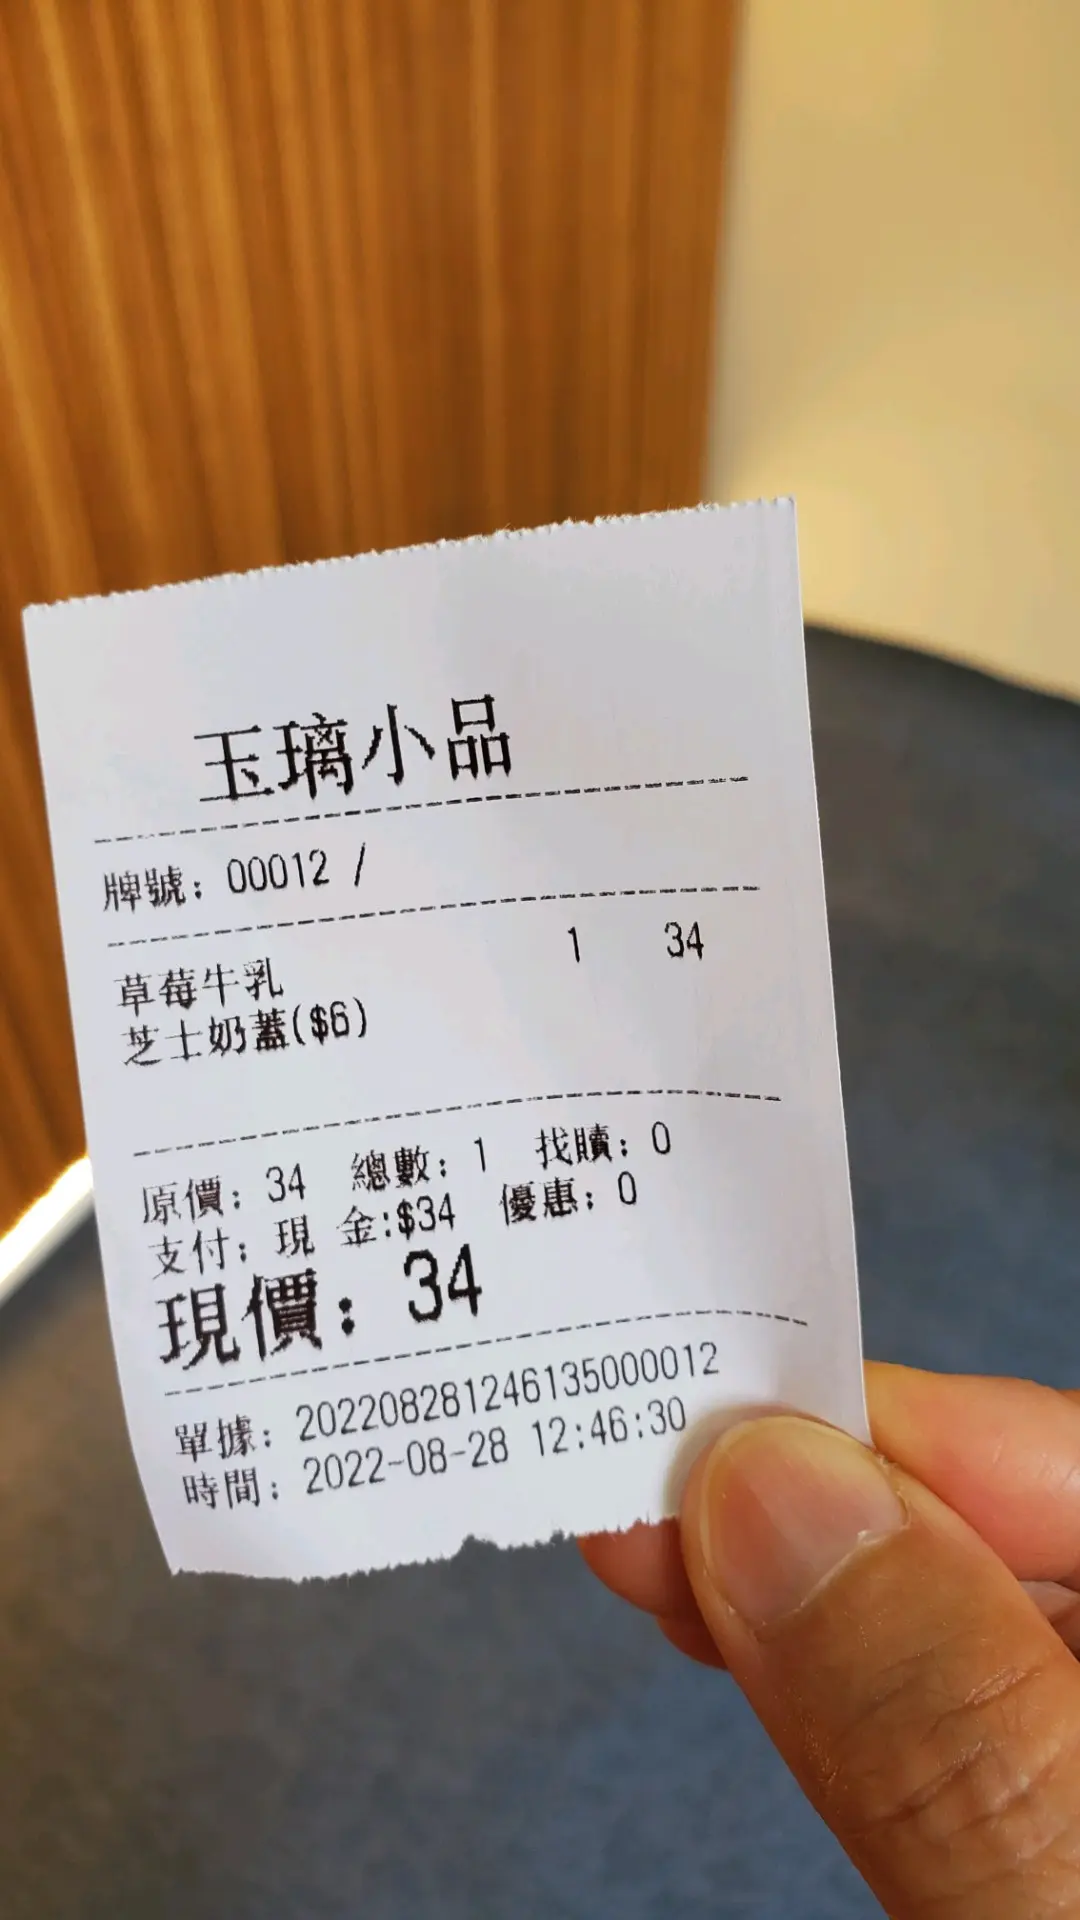 玉璃小品
牌號：00012 /
草莓牛乳 1 34
芝士奶蓋($6)
原價：34 總數：1 找贖：0
支付：現 金:$34 優惠：0
現價：34
單據：20220828124613500­0012
時間：2022-08-28 12:46:30